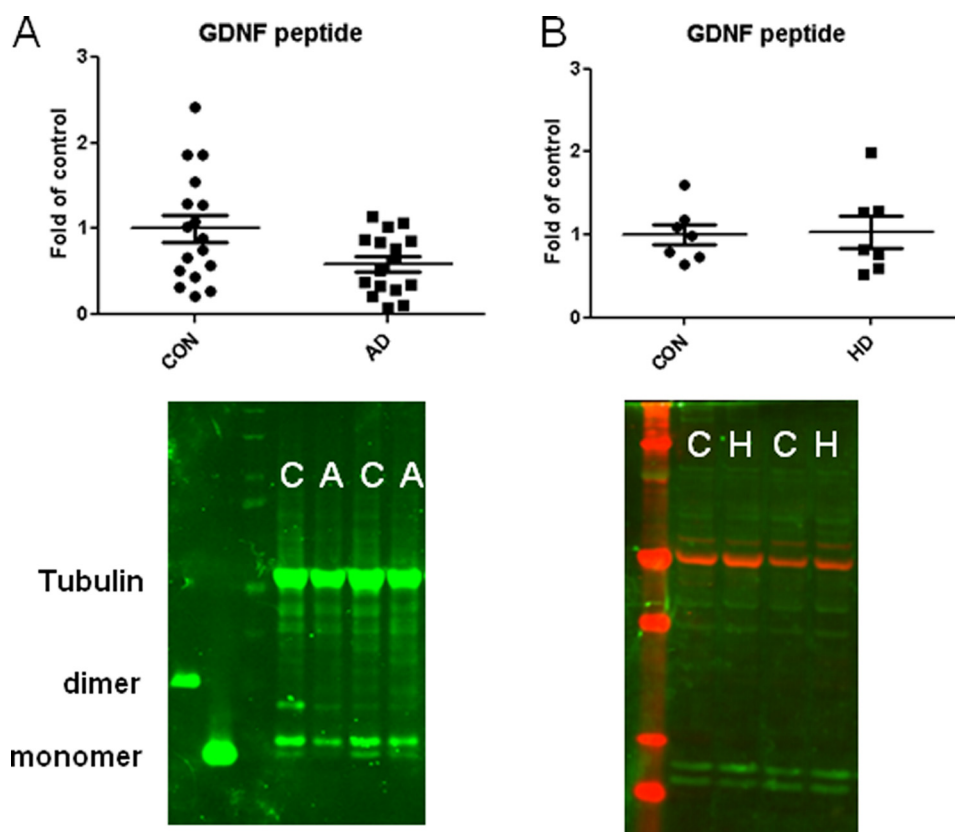 A
GDNF peptide
Fold of control
3
2
1
0
CON
AD
B
GDNF peptide
Fold of control
3
2
1
0
CON
HD
C A C A
Tubulin
dimer
monomer
C H C H